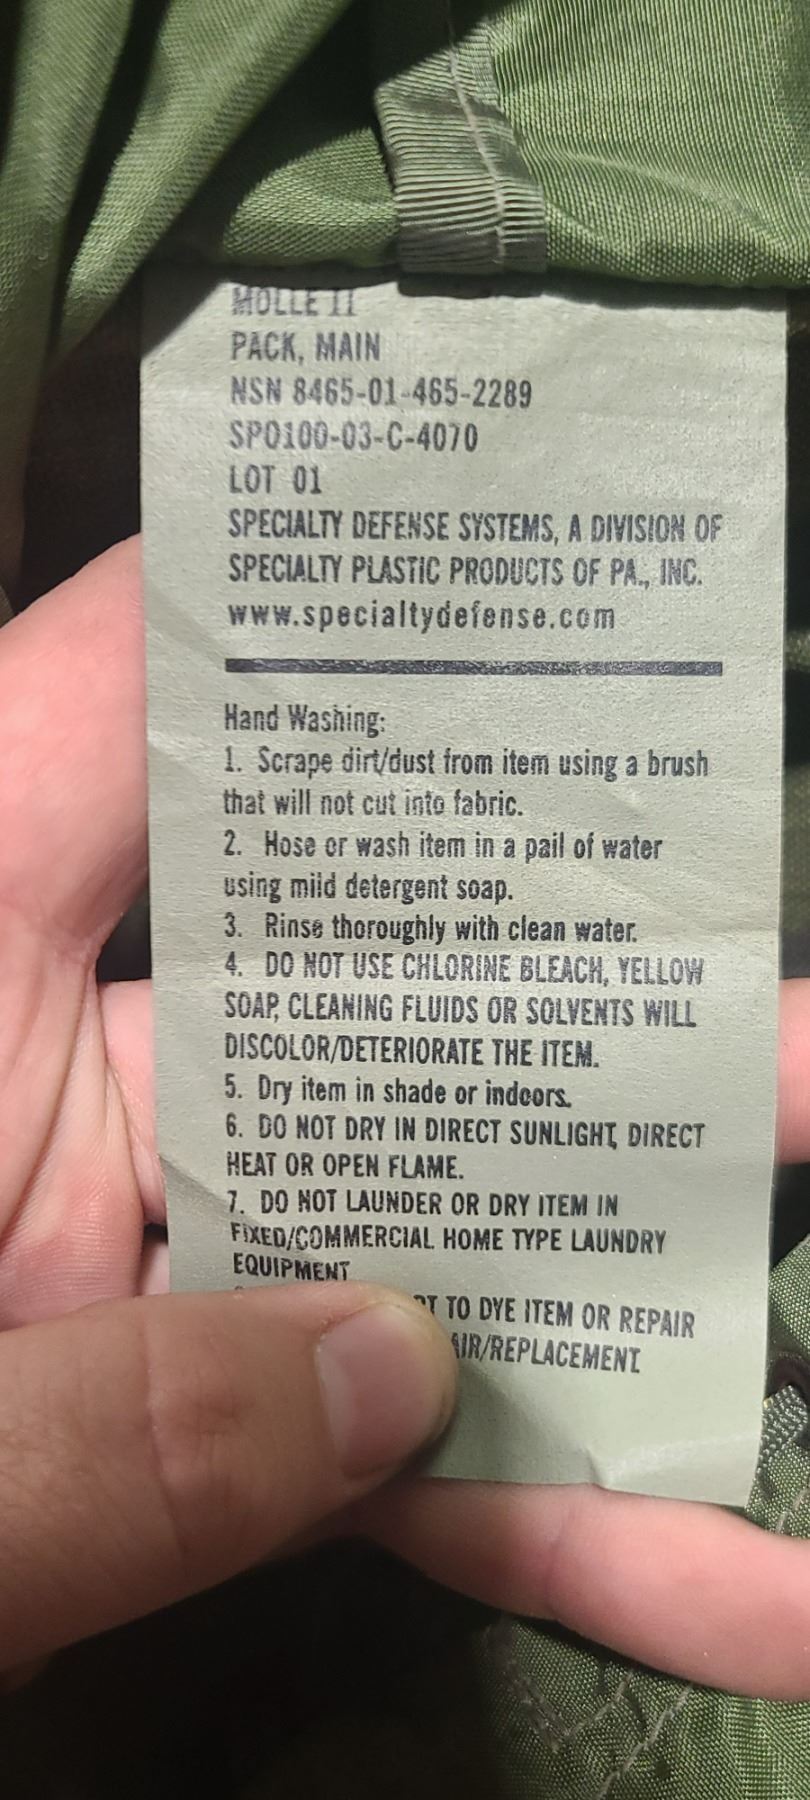 MOLLE II
PACK, MAIN
NSN 8465-01-465-2289
SPO100-03-C-4070
LOT 01
SPECIALTY DEFENSE SYSTEMS, A DIVISION OF
SPECIALTY PLASTIC PRODUCTS OF PA., INC.
www.specialtydefense.com
Hand Washing:
1. Scrape dirt/dust from item using a brush
that will not cut into fabric.
2. Hose or wash item in a pail of water
using mild detergent soap.
3. Rinse thoroughly with clean water.
4. DO NOT USE CHLORINE BLEACH, YELLOW
SOAP, CLEANING FLUIDS OR SOLVENTS WILL
DISCOLOR/DETERIORATE THE ITEM.
5. Dry item in shade or indoors.
6. DO NOT DRY IN DIRECT SUNLIGHT, DIRECT
HEAT OR OPEN FLAME.
7. DO NOT LAUNDER OR DRY ITEM IN
FIXED/COMMERCIAL HOME TYPE LAUNDRY
EQUIPMENT
TO DYE ITEM OR REPAIR
/REPLACEMENT.